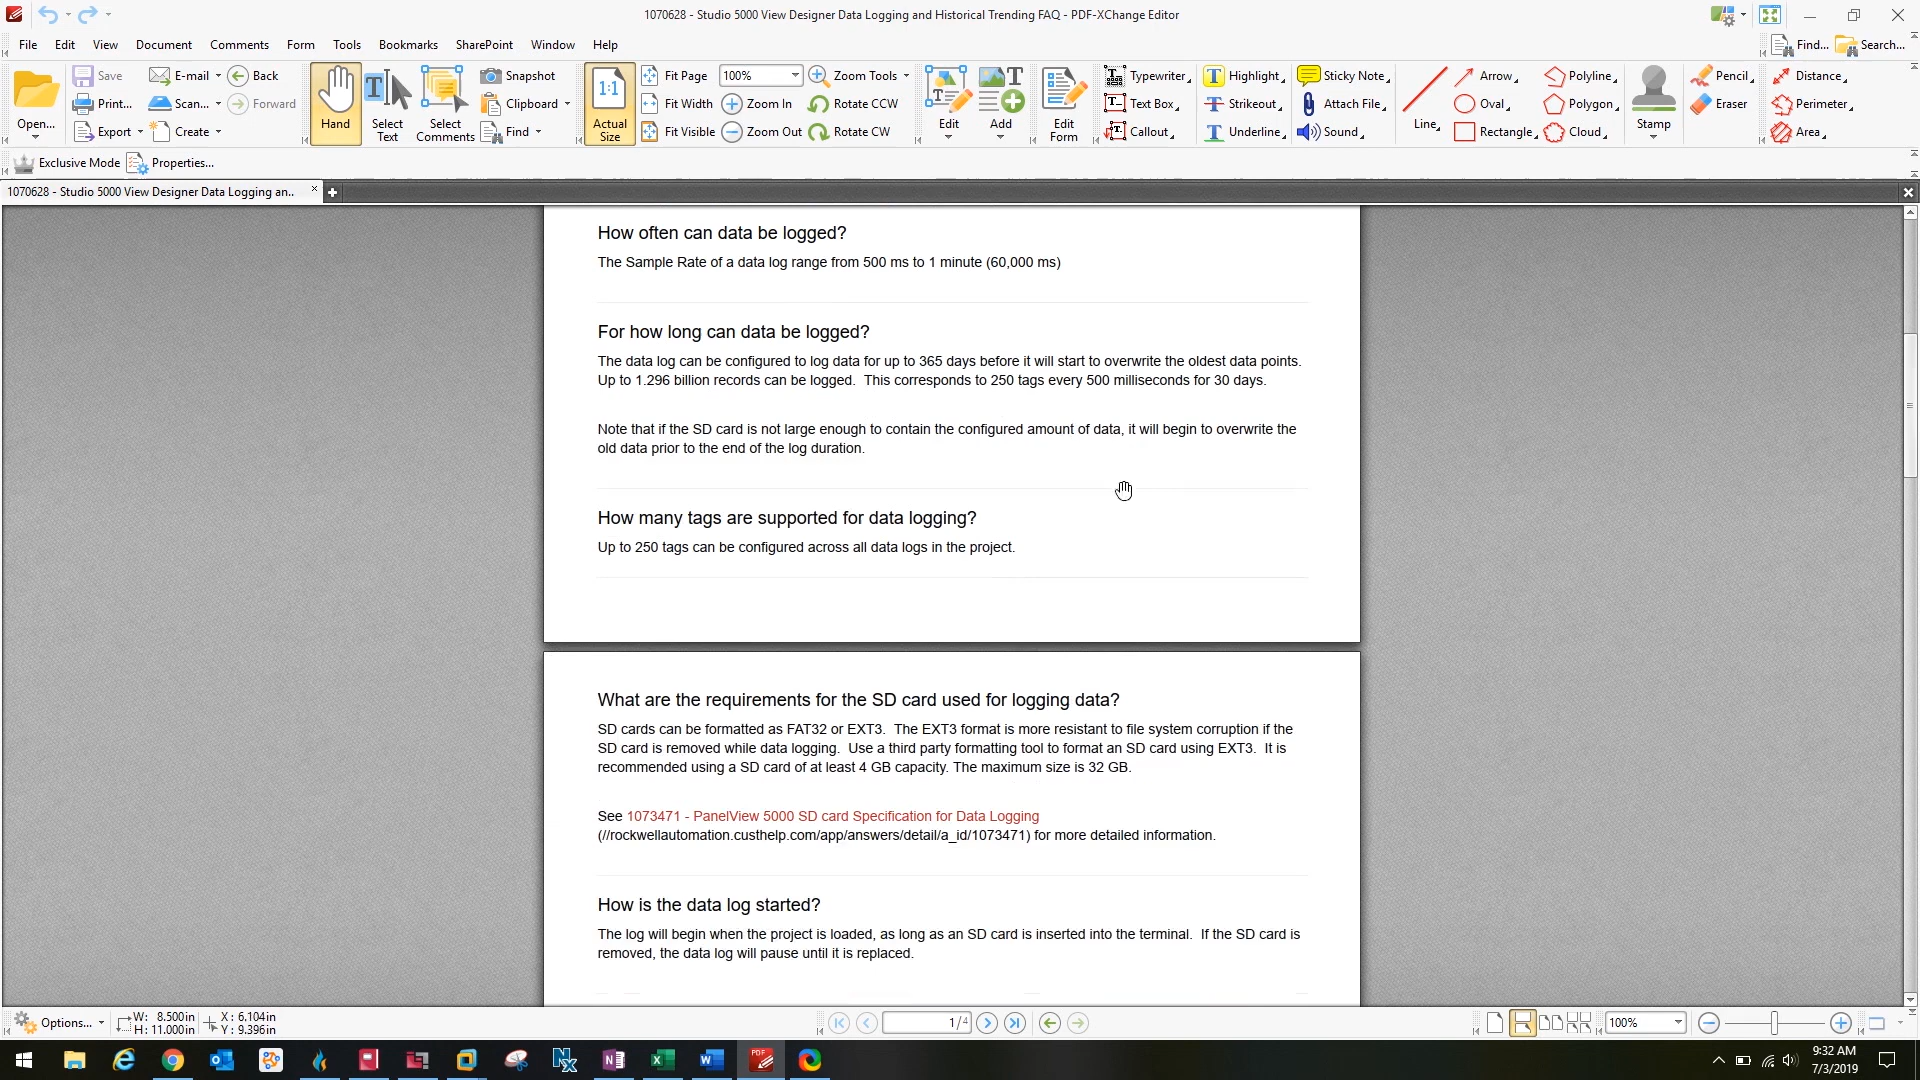 1070628 - Studio 5000 View Designer Data Logging and Historical Trending FAQ - PDF-XChange Editor
File Edit View Document Comments Form Tools Bookmarks SharePoint Window Help Find... Search...
Open...
Save
Print...
Export
E-mail
Scan...
Create
Back
Forward
Hand
Select Text
Select Comments
Snapshot
Clipboard
Find
1:1
Actual Size
Fit Page
Fit Width
Fit Visible
100%
Zoom In
Zoom Out
Zoom Tools
Rotate CCW
Rotate CW
Edit
Add
Edit Form
Typewriter
Text Box
Callout
Highlight
Strikeout
Underline
Sticky Note
Attach File
Sound
Line
Arrow
Oval
Rectangle
Polyline
Polygon
Cloud
Stamp
Pencil
Eraser
Distance
Perimeter
Area
Exclusive Mode Properties...
1070628 - Studio 5000 View Designer Data Logging an..
How often can data be logged?
The Sample Rate of a data log range from 500 ms to 1 minute (60,000 ms)
For how long can data be logged?
The data log can be configured to log data for up to 365 days before it will start to overwrite the oldest data points.
Up to 1.296 billion records can be logged.  This corresponds to 250 tags every 500 milliseconds for 30 days.
Note that if the SD card is not large enough to contain the configured amount of data, it will begin to overwrite the
old data prior to the end of the log duration.
How many tags are supported for data logging?
Up to 250 tags can be configured across all data logs in the project.
What are the requirements for the SD card used for logging data?
SD cards can be formatted as FAT32 or EXT3.  The EXT3 format is more resistant to file system corruption if the
SD card is removed while data logging.  Use a third party formatting tool to format an SD card using EXT3.  It is
recommended using a SD card of at least 4 GB capacity. The maximum size is 32 GB.
See 1073471 - PanelView 5000 SD card Specification for Data Logging
(//rockwellautomation.custhelp.com/app/answers/detail/a_id/1073471) for more detailed information.
How is the data log started?
The log will begin when the project is loaded, as long as an SD card is inserted into the terminal.  If the SD card is
removed, the data log will pause until it is replaced.
Options...
W: 8.500in
H: 11.000in
X: 6.104in
Y: 9.396in
1/4
100%
9:32 AM
7/3/2019